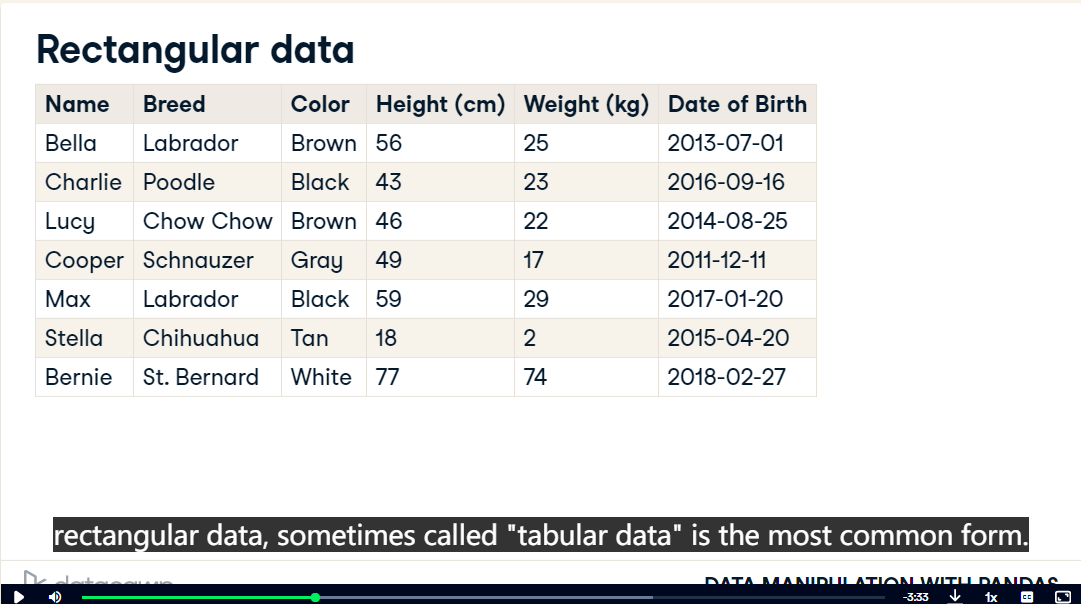 Rectangular data
Name Breed Color Height (cm) Weight (kg) Date of Birth
Bella Labrador Brown 56 25 2013-07-01
Charlie Poodle Black 43 23 2016-09-16
Lucy Chow Chow Brown 46 22 2014-08-25
Cooper Schnauzer Gray 49 17 2011-12-11
Max Labrador Black 59 29 2017-01-20
Stella Chihuahua Tan 18 2 2015-04-20
Bernie St. Bernard White 77 74 2018-02-27
rectangular data, sometimes called "tabular data" is the most common form.
datacamp DATA MANIPULATION WITH PANDAS
-3:33 1x CC